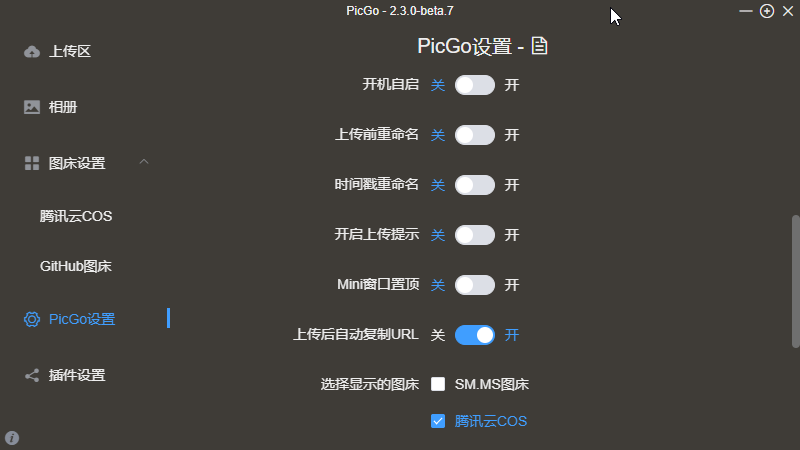 PicGo - 2.3.0-beta.7
上传区
相册
图床设置
腾讯云COS
GitHub图床
PicGo设置
插件设置
PicGo设置 -
开机自启 关 开
上传前重命名 关 开
时间戳重命名 关 开
开启上传提示 关 开
Mini窗口置顶 关 开
上传后自动复制URL 关 开
选择显示的图床 SM.MS图床
腾讯云COS